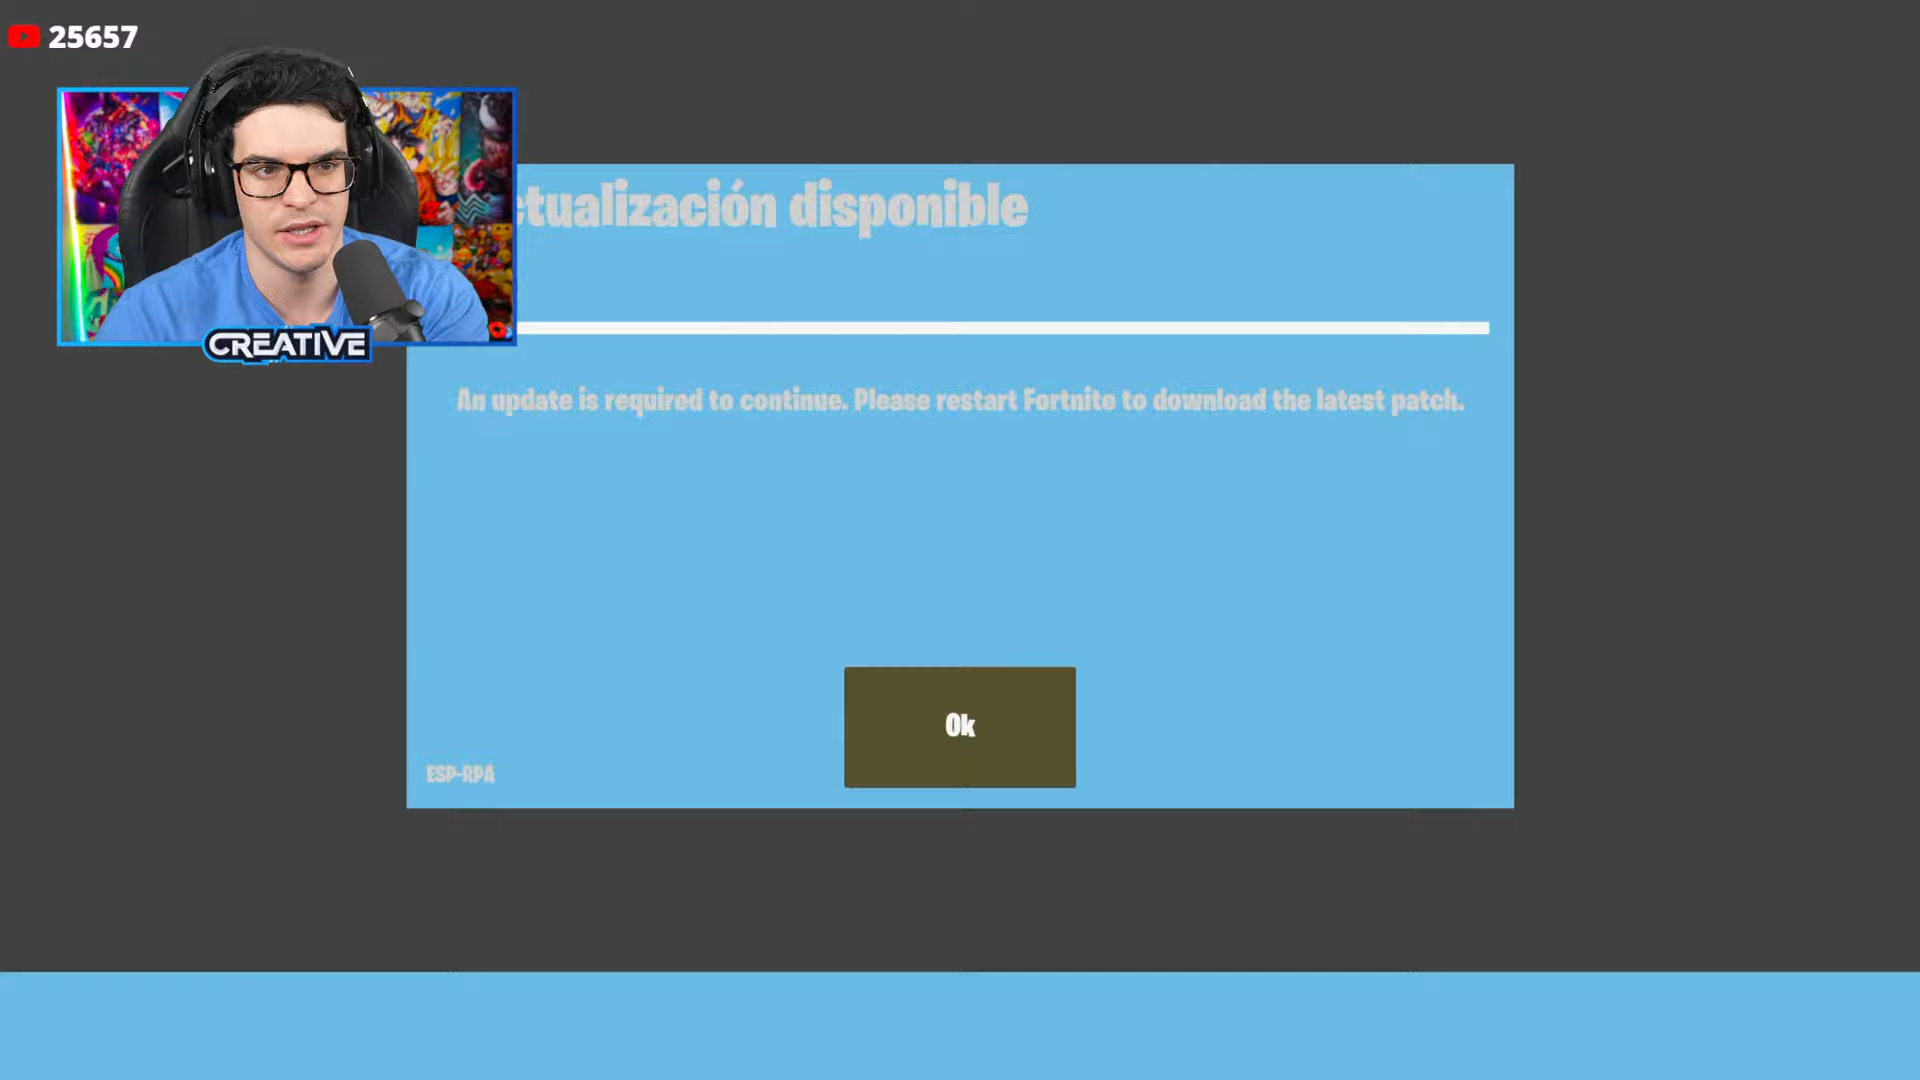 25657
CREATIVE
ctualización disponible
An update is required to continue. Please restart Fortnite to download the latest patch.
Ok
ESP-RPA